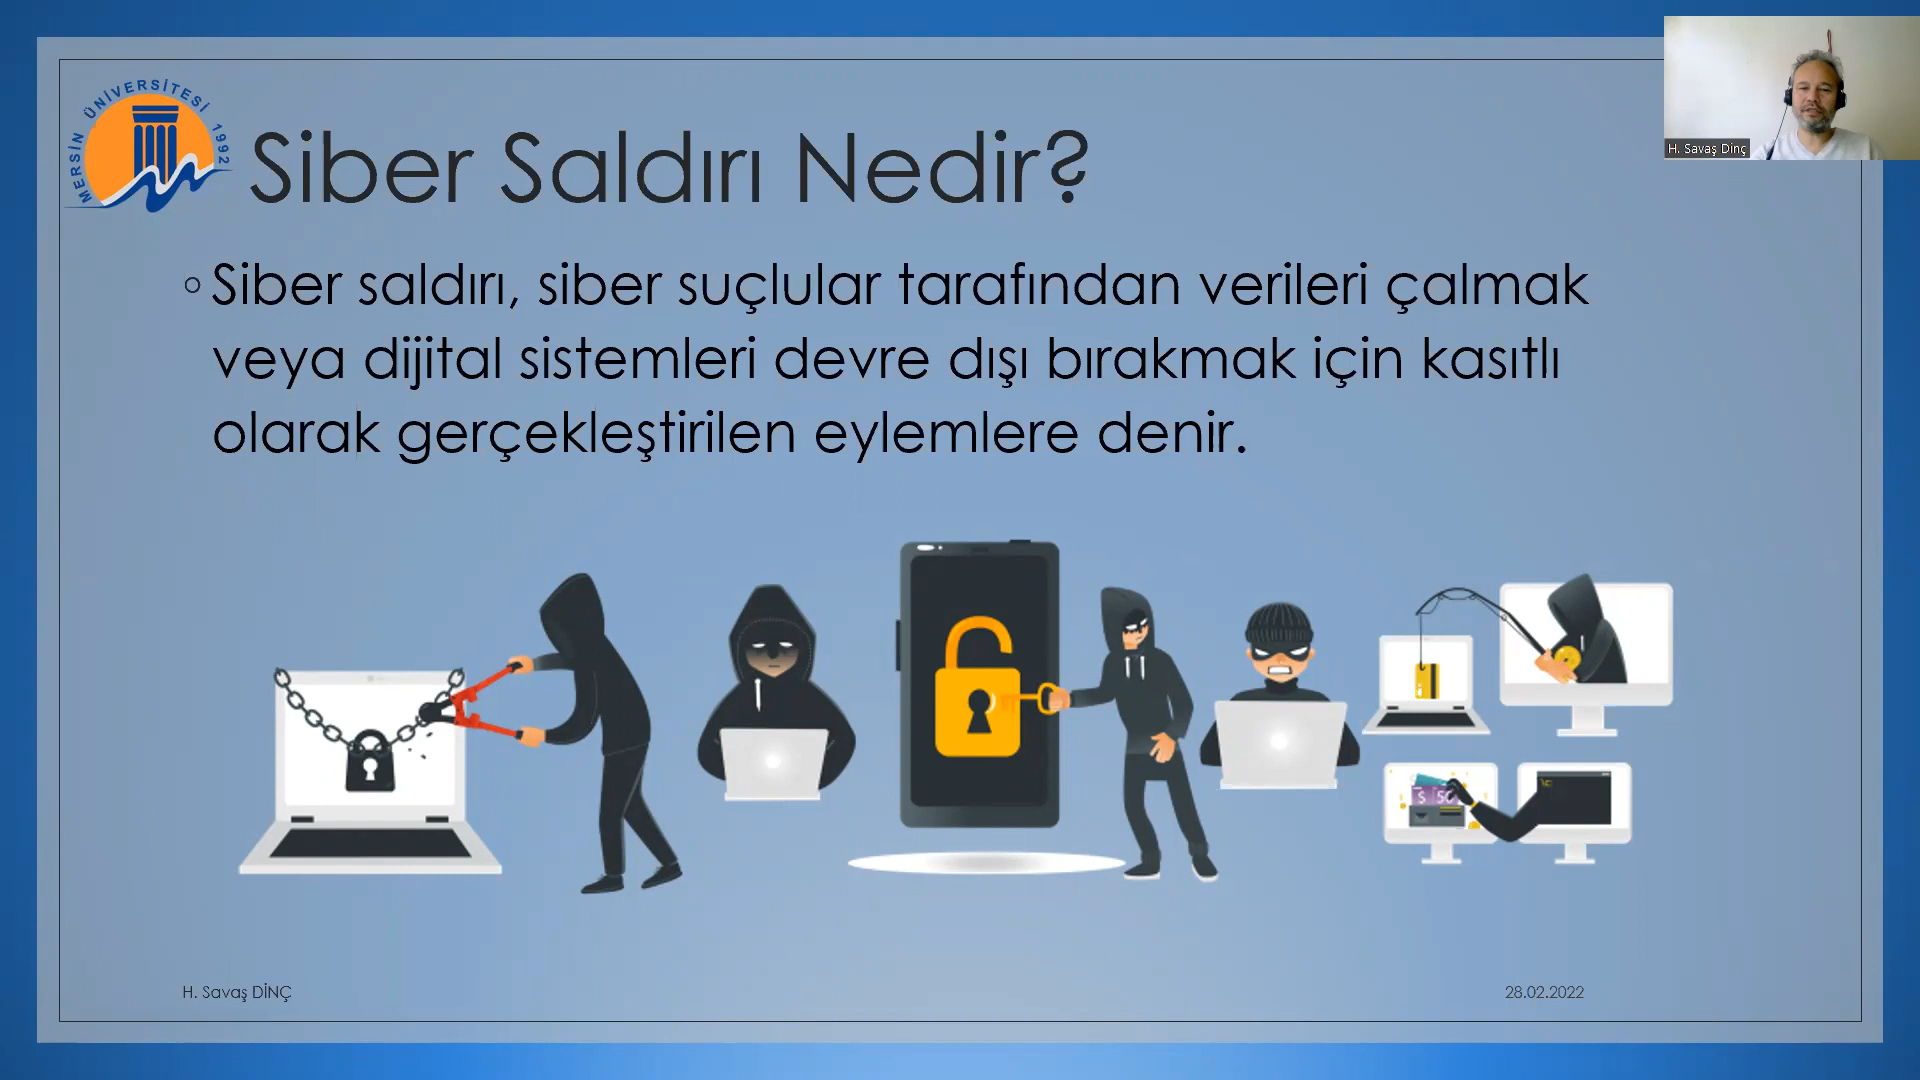 MERSİN ÜNİVERSİTESİ 1992
H. Savaş Dinç
Siber Saldırı Nedir?
Siber saldırı, siber suçlular tarafından verileri çalmak
veya dijital sistemleri devre dışı bırakmak için kasıtlı
olarak gerçekleştirilen eylemlere denir.
$ 50
H. Savaş DİNÇ
28.02.2022